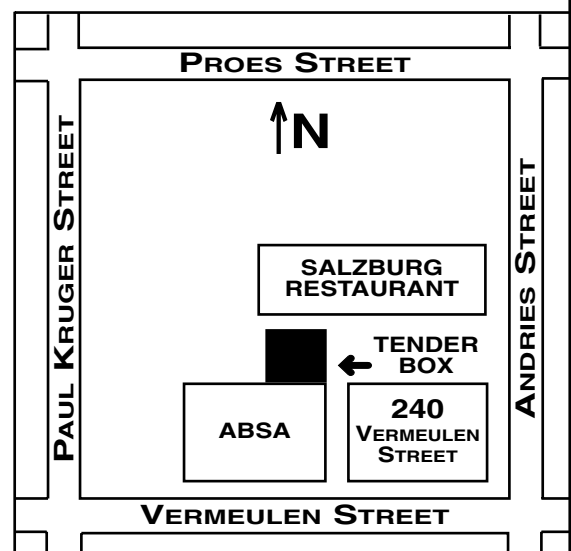 PROES STREET
N
PAUL KRUGER STREET
ANDRIES STREET
SALZBURG
RESTAURANT
TENDER
BOX
ABSA
240
VERMEULEN
STREET
VERMEULEN STREET